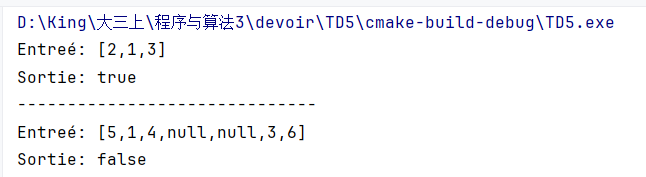 D:\King\大三上\程序与算法3\devoir\TD5\cmake-build-debug\TD5.exe
Entreé: [2,1,3]
Sortie: true
------------------------------
Entreé: [5,1,4,null,null,3,6]
Sortie: false